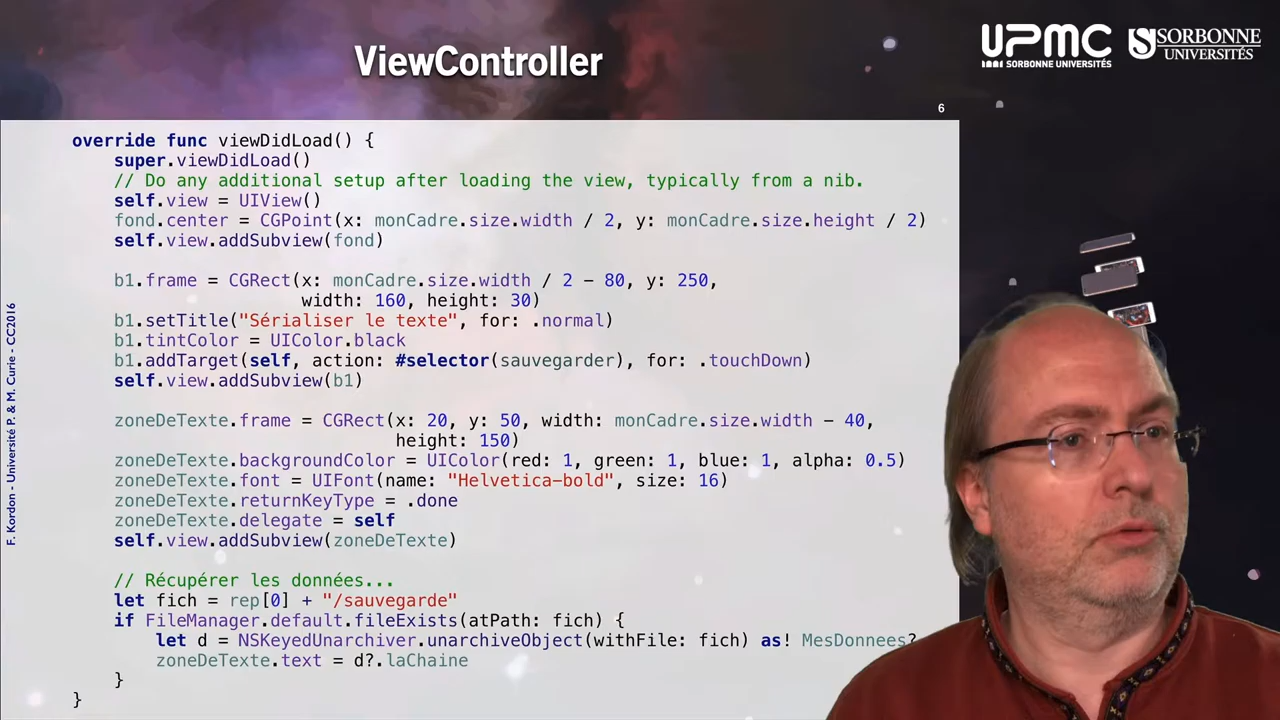 ViewController
UPMC
SORBONNE UNIVERSITÉS
SORBONNE
UNIVERSITÉS
6
override func viewDidLoad() {
super.viewDidLoad()
// Do any additional setup after loading the view, typically from a nib.
self.view = UIView()
fond.center = CGPoint(x: monCadre.size.width / 2, y: monCadre.size.height / 2)
self.view.addSubview(fond)
b1.frame = CGRect(x: monCadre.size.width / 2 - 80, y: 250,
width: 160, height: 30)
b1.setTitle("Sérialiser le texte", for: .normal)
b1.tintColor = UIColor.black
b1.addTarget(self, action: #selector(sauvegarder), for: .touchDown)
self.view.addSubview(b1)
zoneDeTexte.frame = CGRect(x: 20, y: 50, width: monCadre.size.width - 40,
height: 150)
zoneDeTexte.backgroundColor = UIColor(red: 1, green: 1, blue: 1, alpha: 0.5)
zoneDeTexte.font = UIFont(name: "Helvetica-bold", size: 16)
zoneDeTexte.returnKeyType = .done
zoneDeTexte.delegate = self
self.view.addSubview(zoneDeTexte)
// Récupérer les données...
let fich = rep[0] + "/sauvegarde"
if FileManager.default.fileExists(atPath: fich) {
let d = NSKeyedUnarchiver.unarchiveObject(withFile: fich) as! MesDonnees?
zoneDeTexte.text = d?.laChaine
}
}
F. Kordon - Université P. & M. Curie - CC2016